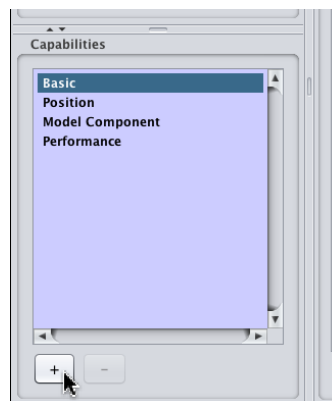 Capabilities
Basic
Position
Model Component
Performance
+
-